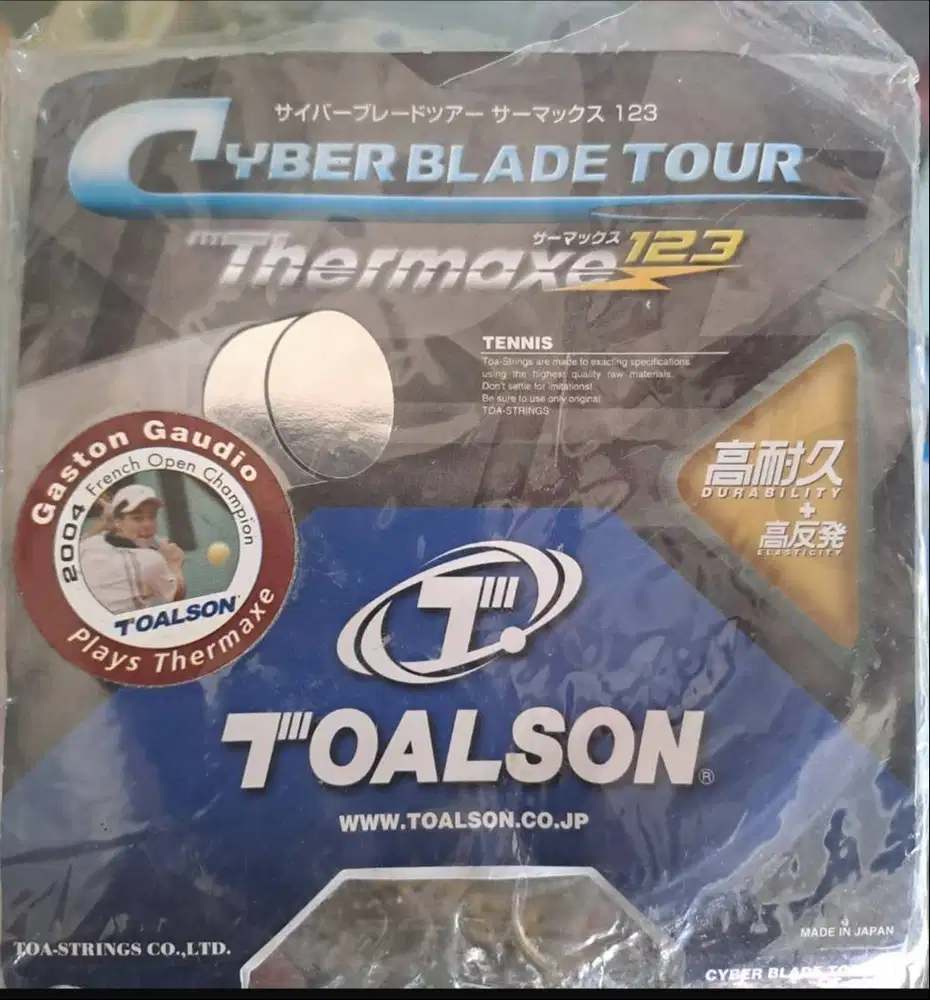 サイバーブレードツアー サーマックス 123
CYBER BLADE TOUR
サーマックス
Thermaxe 123
TENNIS
Toa-Strings are made to exacting specifications
using the highest quality raw materials.
Don't settle for imitations!
Be sure to use only original
TOA-STRINGS
高耐久
DURABILITY
+
高反発
ELASTICITY
Gaston Gaudio
2004 French Open Champion
TOALSON
Plays Thermaxe
T
TOALSON®
WWW.TOALSON.CO.JP
TOA-STRINGS CO.,LTD.
MADE IN JAPAN
CYBER BLADE